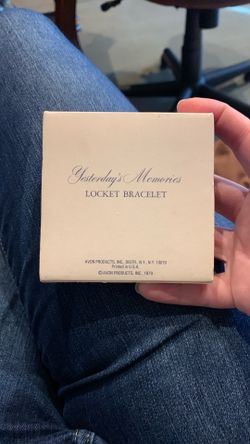 Yesterday's Memories
LOCKET BRACELET
AVON PRODUCTS, INC., DISTR., N.Y., N.Y. 10019
Printed in U.S.A.
©AVON PRODUCTS, INC., 1979